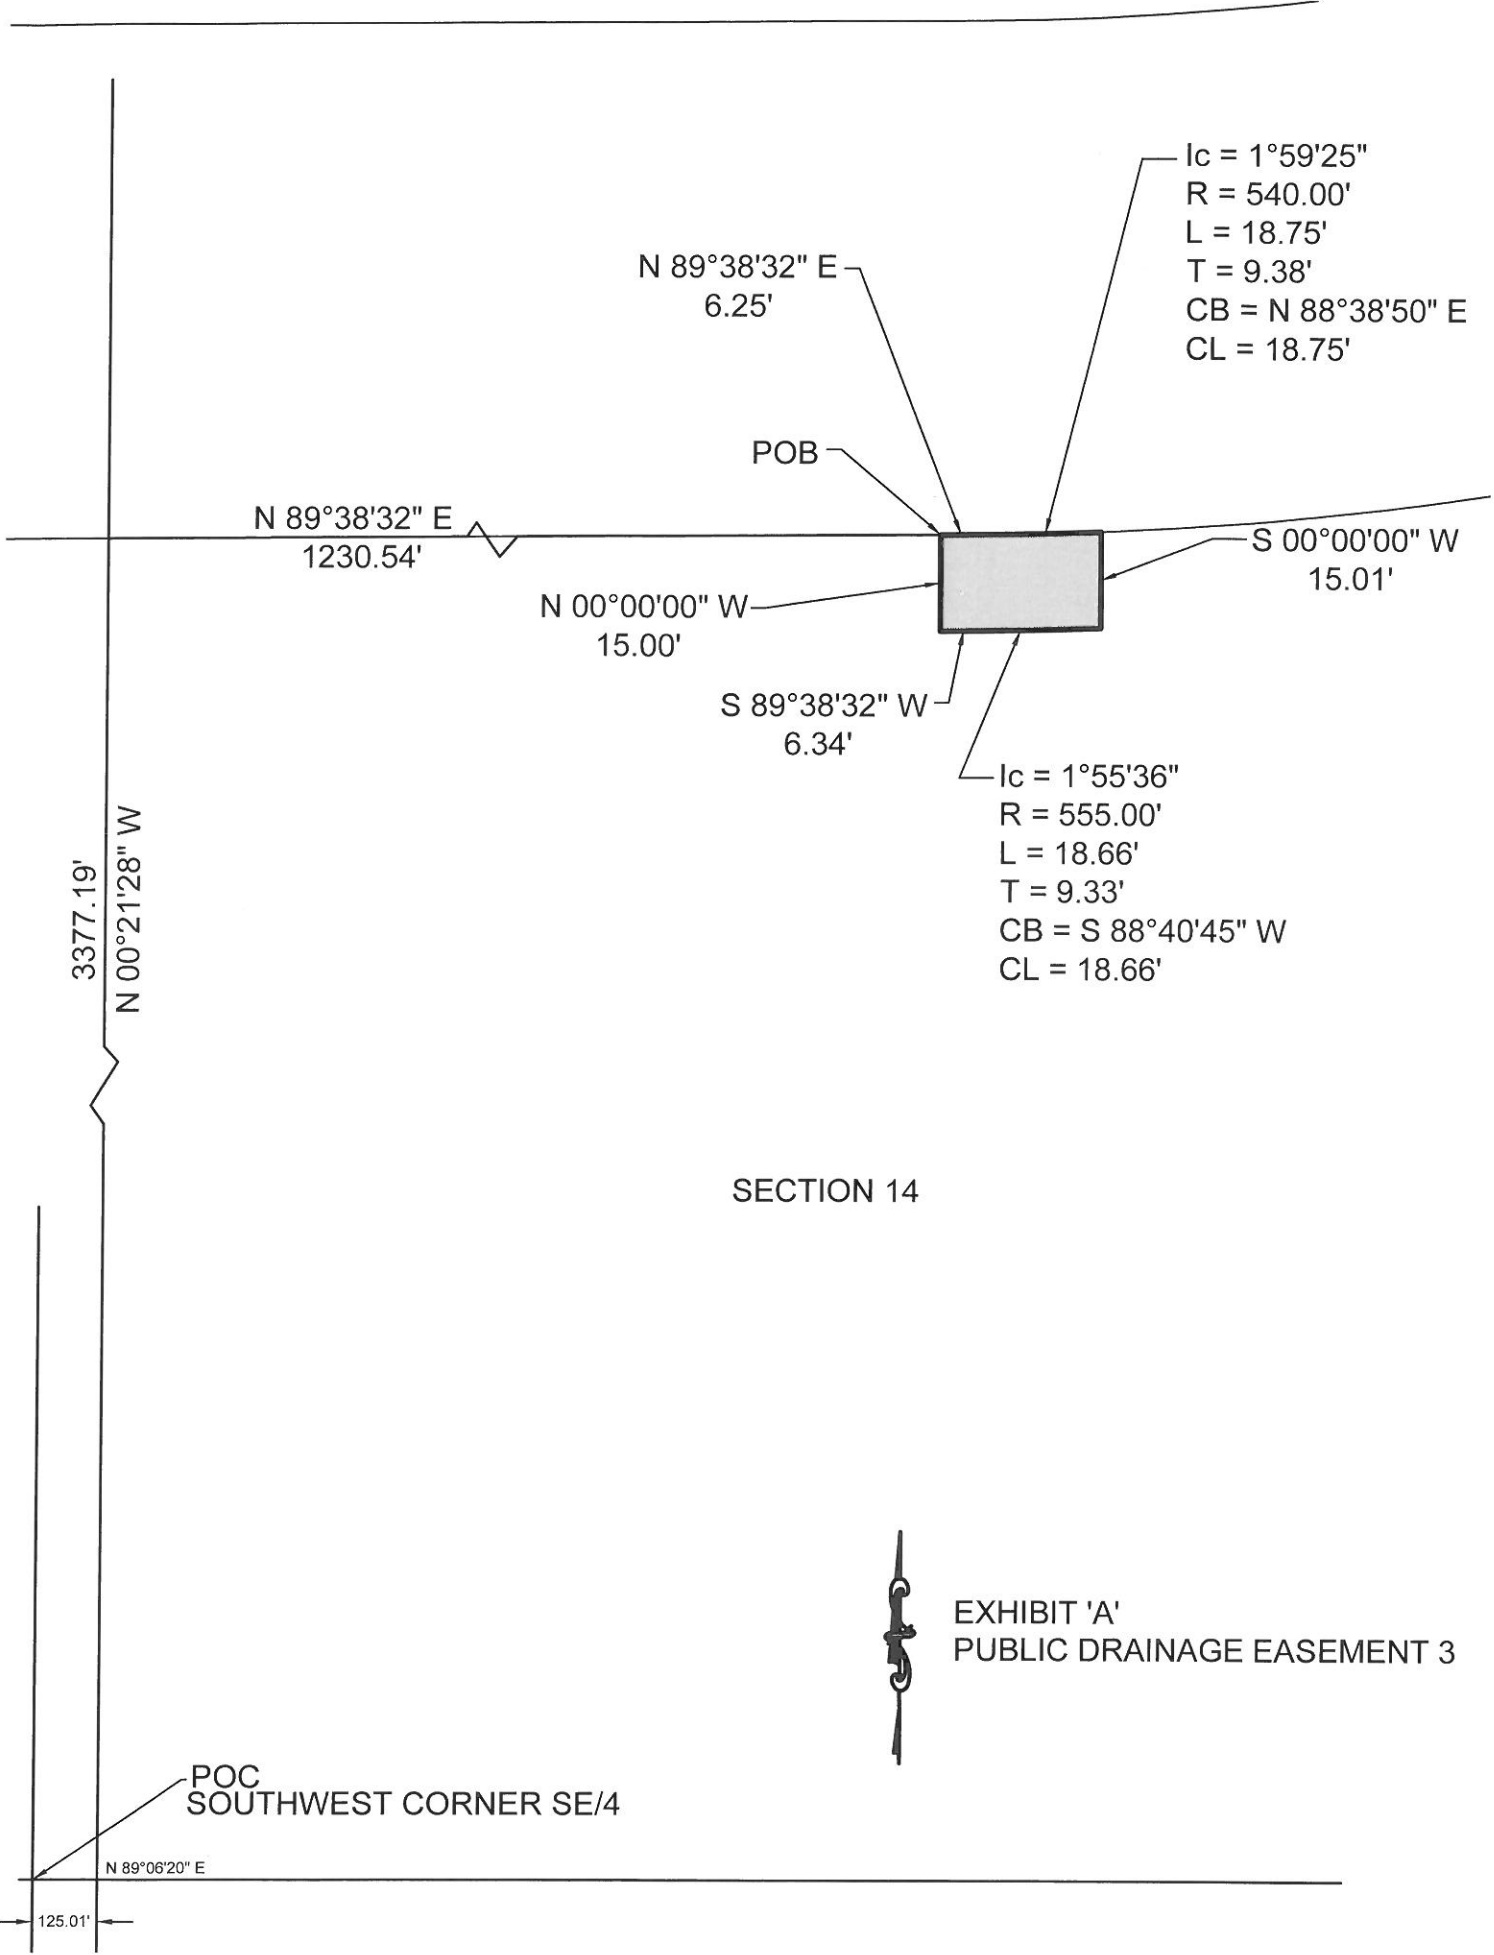 Ic = 1°59'25"
R = 540.00'
L = 18.75'
T = 9.38'
CB = N 88°38'50" E
CL = 18.75'
N 89°38'32" E
6.25'
POB
N 89°38'32" E
1230.54'
S 00°00'00" W
15.01'
N 00°00'00" W
15.00'
S 89°38'32" W
6.34'
Ic = 1°55'36"
R = 555.00'
L = 18.66'
T = 9.33'
CB = S 88°40'45" W
CL = 18.66'
3377.19'
N 00°21'28" W
SECTION 14
EXHIBIT 'A'
PUBLIC DRAINAGE EASEMENT 3
POC
SOUTHWEST CORNER SE/4
N 89°06'20" E
125.01'